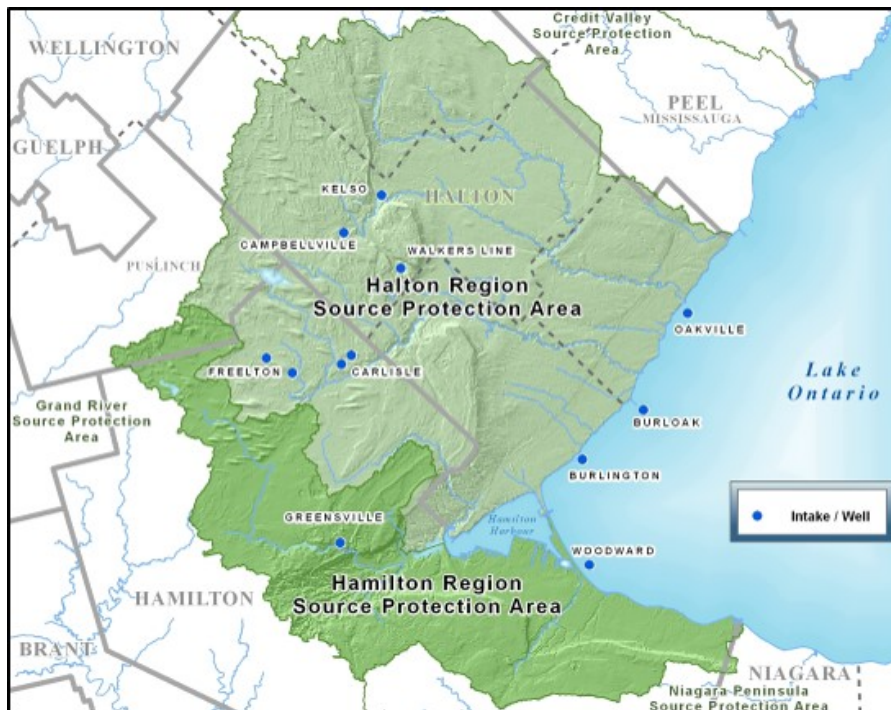 Credit Valley
Source Protection
Area
WELLINGTON
PEEL
MISSISSAUGA
GUELPH
KELSO
HALTON
CAMPBELLVILLE
WALKERS LINE
PUSLINCH
Halton Region
Source Protection Area
OAKVILLE
FREELTON
CARLISLE
Lake
Ontario
Grand River
Source Protection
Area
BURLOAK
BURLINGTON
GREENSVILLE
Hamilton
Harbour
Intake / Well
WOODWARD
Hamilton Region
Source Protection Area
HAMILTON
BRANT
NIAGARA
Niagara Peninsula
Source Protection Area